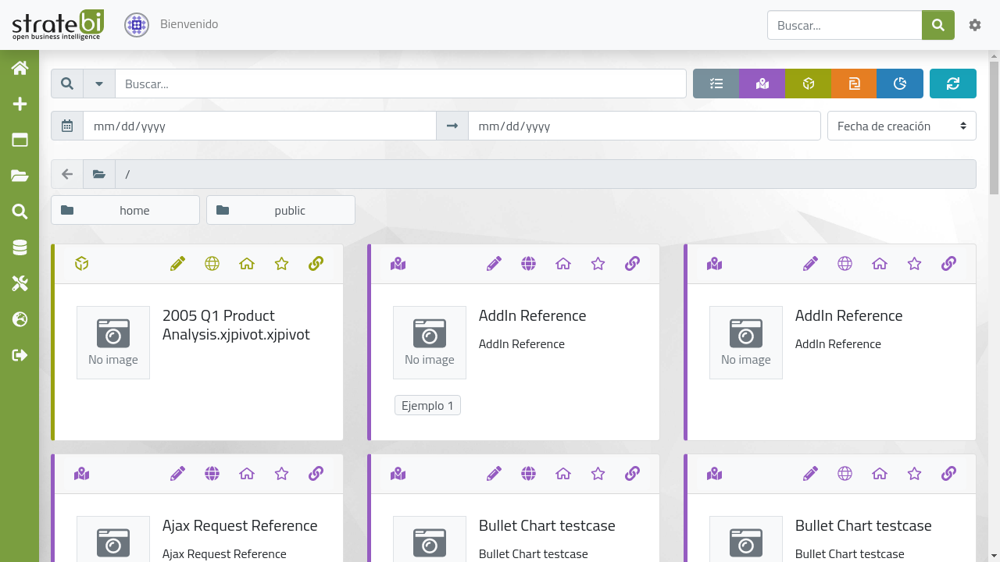 stratebi
open business intelligence
Bienvenido
Buscar...
Buscar...
mm/dd/yyyy
mm/dd/yyyy
Fecha de creación
/
home
public
2005 Q1 Product
Analysis.xjpivot.xjpivot
No image
AddIn Reference
AddIn Reference
No image
Ejemplo 1
AddIn Reference
AddIn Reference
No image
Ajax Request Reference
Ajax Request Reference
Bullet Chart testcase
Bullet Chart testcase
Bullet Chart testcase
Bullet Chart testcase